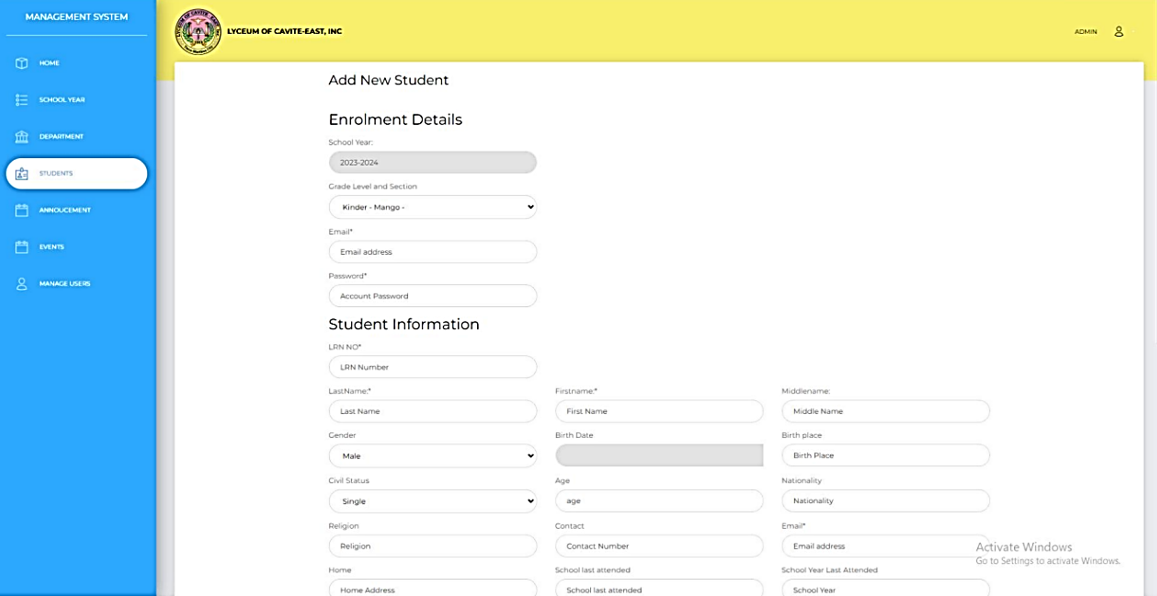 MANAGEMENT SYSTEM
HOME
SCHOOL YEAR
DEPARTMENT
STUDENTS
ANNOUCEMENT
EVENTS
MANAGE USERS
LYCEUM OF CAVITE-EAST, INC
ADMIN
Add New Student
Enrolment Details
School Year:
2023-2024
Grade Level and Section
Kinder - Mango -
Email*
Email address
Password*
Account Password
Student Information
LRN NO*
LRN Number
LastName:* Firstname:* Middlename:
Last Name First Name Middle Name
Gender Birth Date Birth place
Male Birth Place
Civil Status Age Nationality
Single age Nationality
Religion Contact Email*
Religion Contact Number Email address
Home School last attended School Year Last Attended
Home Address School last attended School Year
Activate Windows
Go to Settings to activate Windows.